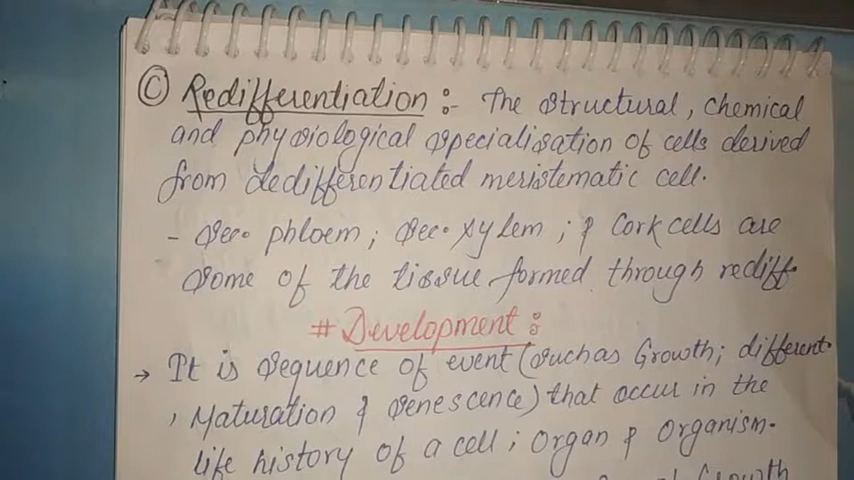 Ⓒ Redifferentiation :- The structural, chemical
and physiological specialisation of cells derived
from dedifferentiated meristematic cell.
- Sec. phloem; Sec. xylem; & Cork cells are
some of the tissue formed through rediff.
# Development :
→ It is sequence of event (such as Growth; different.
, Maturation & Senescence) that occur in the
life history of a cell; organ & organism.
Growth